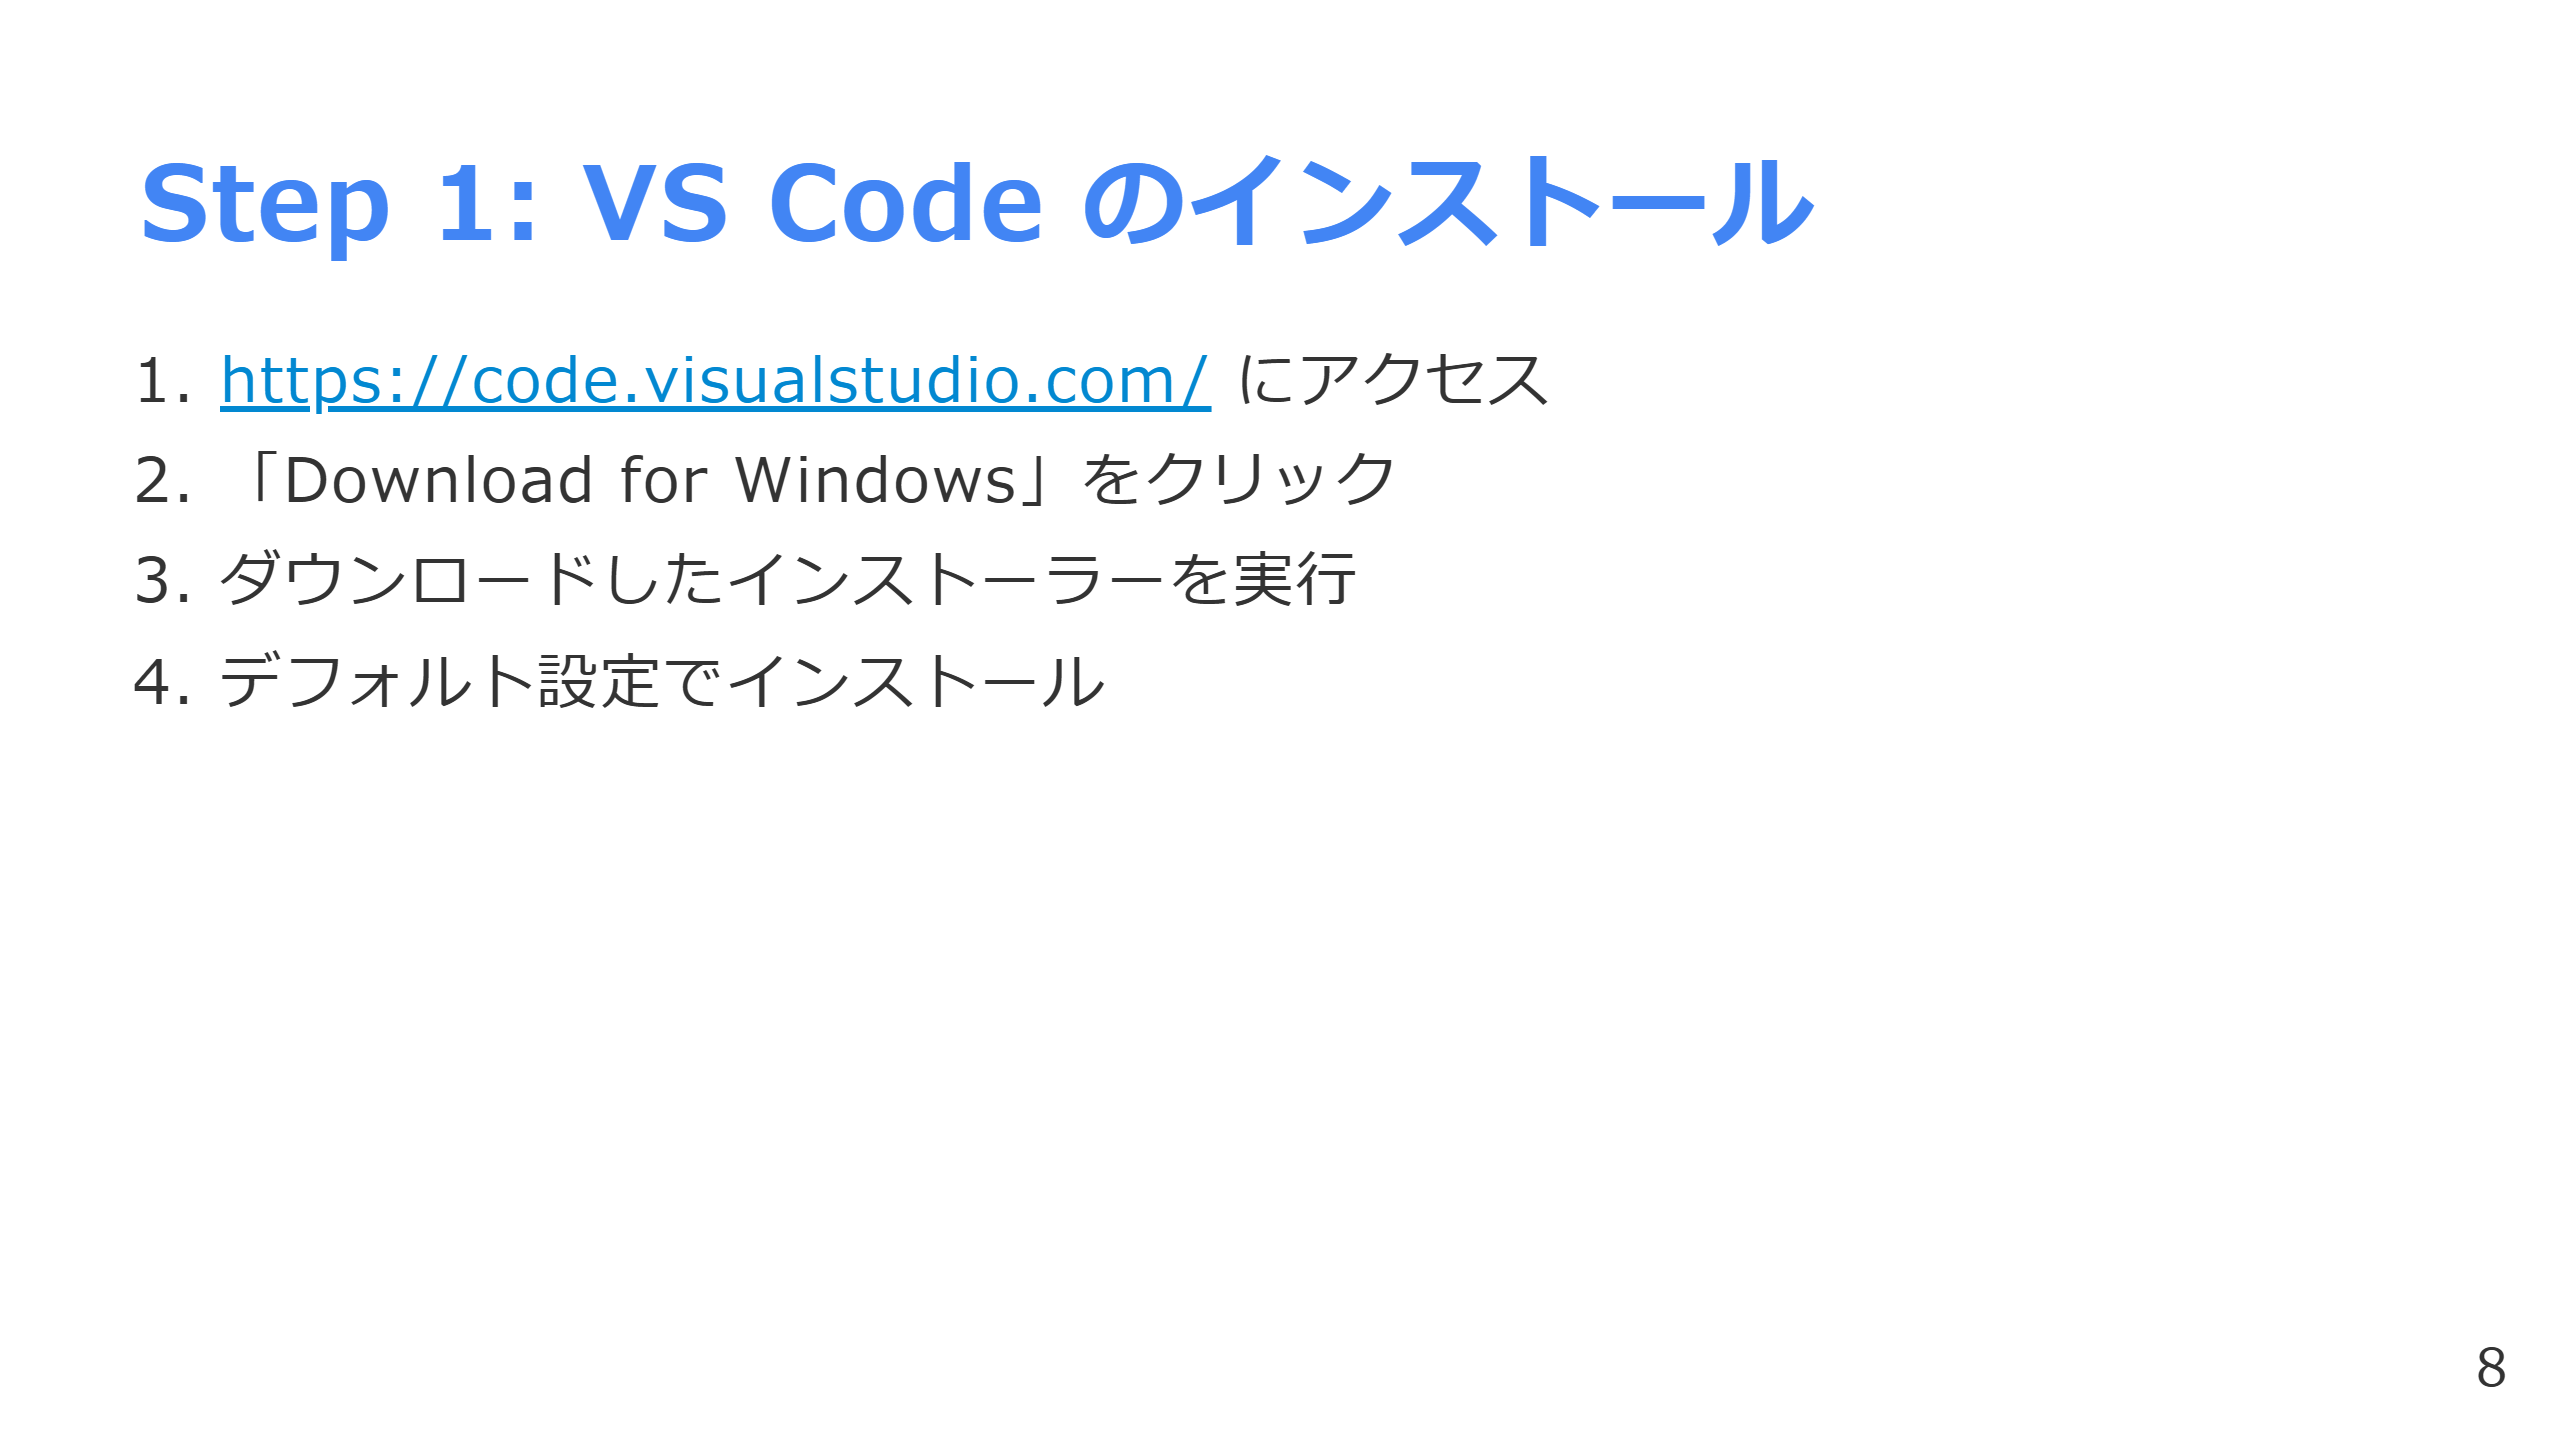 Step 1: VS Code のインストール
1. https://code.visualstudio.com/ にアクセス
2. 「Download for Windows」をクリック
3. ダウンロードしたインストーラーを実行
4. デフォルト設定でインストール
8